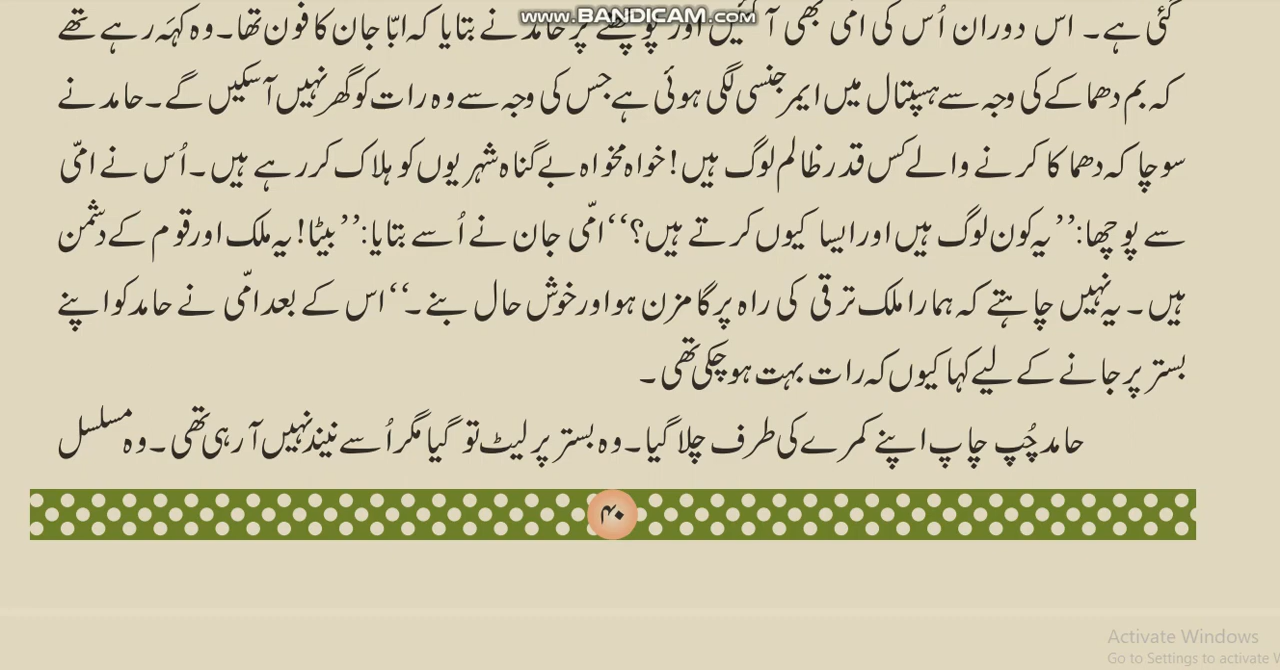 www.BANDICAM.com
گئی ہے۔ اس دوران اُس کی امّی بھی آ گئیں اور پوچھنے پر حامد نے بتایا کہ ابّا جان کا فون تھا۔ وہ کہہ رہے تھے
کہ بم دھماکے کی وجہ سے ہسپتال میں ایمرجنسی لگی ہوئی ہے جس کی وجہ سے وہ رات کو گھر نہیں آ سکیں گے۔ حامد نے
سوچا کہ دھماکا کرنے والے کس قدر ظالم لوگ ہیں! خواہ مخواہ بے گناہ شہریوں کو ہلاک کر رہے ہیں۔ اُس نے امّی
سے پوچھا: ’’یہ کون لوگ ہیں اور ایسا کیوں کرتے ہیں؟‘‘ امّی جان نے اُسے بتایا: ’’بیٹا! یہ ملک اور قوم کے دشمن
ہیں۔ یہ نہیں چاہتے کہ ہمارا ملک ترقی کی راہ پر گامزن ہو اور خوش حال بنے۔‘‘ اس کے بعد امّی نے حامد کو اپنے
بستر پر جانے کے لیے کہا کیوں کہ رات بہت ہو چکی تھی۔
حامد چُپ چاپ اپنے کمرے کی طرف چلا گیا۔ وہ بستر پر لیٹ تو گیا مگر اُسے نیند نہیں آ رہی تھی۔ وہ مسلسل
۴۰
Activate Windows
Go to Settings to activate